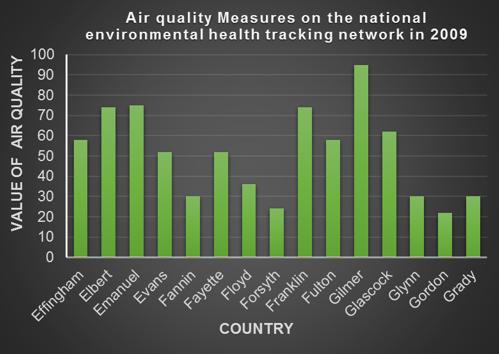 Air quality Measures on the national
environmental health tracking network in 2009
VALUE OF AIR QUALITY
100
90
80
70
60
50
40
30
20
10
0
Effingham
Elbert
Emanuel
Evans
Fannin
Fayette
Floyd
Forsyth
Franklin
Fulton
Gilmer
Glascock
Glynn
Gordon
Grady
COUNTRY